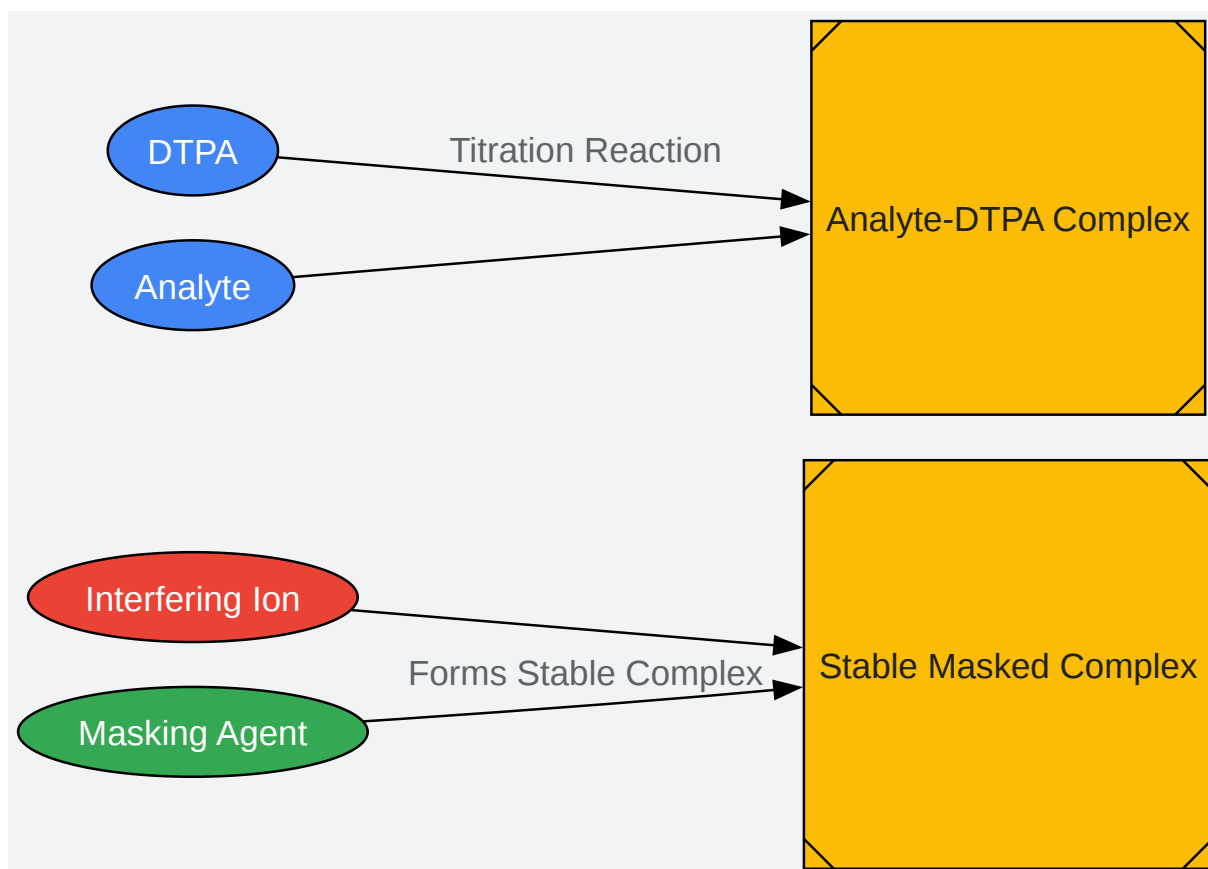 DTPA
Titration Reaction
Analyte
Analyte-DTPA Complex
Interfering Ion
Forms Stable Complex
Masking Agent
Stable Masked Complex